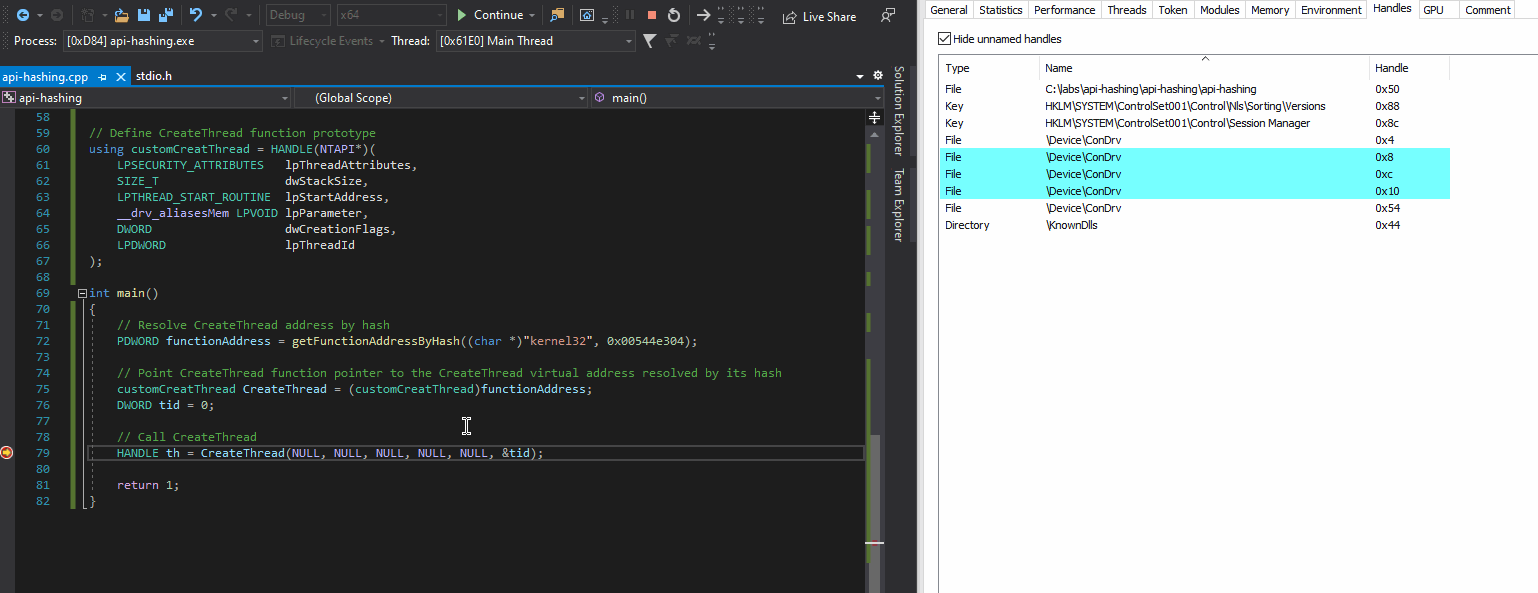 Debug
x64
Continue
Live Share
Process: [0xD84] api-hashing.exe
Lifecycle Events
Thread: [0x61E0] Main Thread
api-hashing.cpp
stdio.h
api-hashing
(Global Scope)
main()
58
59 // Define CreateThread function prototype
60 using customCreatThread = HANDLE(NTAPI*)(
61 LPSECURITY_ATTRIBUTES lpThreadAttributes,
62 SIZE_T dwStackSize,
63 LPTHREAD_START_ROUTINE lpStartAddress,
64 __drv_aliasesMem LPVOID lpParameter,
65 DWORD dwCreationFlags,
66 LPDWORD lpThreadId
67 );
68
69 int main()
70 {
71 // Resolve CreateThread address by hash
72 PDWORD functionAddress = getFunctionAddressByHash((char *)"kernel32", 0x00544e304);
73
74 // Point CreateThread function pointer to the CreateThread virtual address resolved by its hash
75 customCreatThread CreateThread = (customCreatThread)functionAddress;
76 DWORD tid = 0;
77
78 // Call CreateThread
79 HANDLE th = CreateThread(NULL, NULL, NULL, NULL, NULL, &tid);
80
81 return 1;
82 }
Solution Explorer
Team Explorer
General Statistics Performance Threads Token Modules Memory Environment Handles GPU Comment
Hide unnamed handles
Type Name Handle
File C:\labs\api-hashing\api-hashing\api-hashing 0x50
Key HKLM\SYSTEM\ControlSet001\Control\Nls\Sorting\Versions 0x88
Key HKLM\SYSTEM\ControlSet001\Control\Session Manager 0x8c
File \Device\ConDrv 0x4
File \Device\ConDrv 0x8
File \Device\ConDrv 0xc
File \Device\ConDrv 0x10
File \Device\ConDrv 0x54
Directory \KnownDlls 0x44